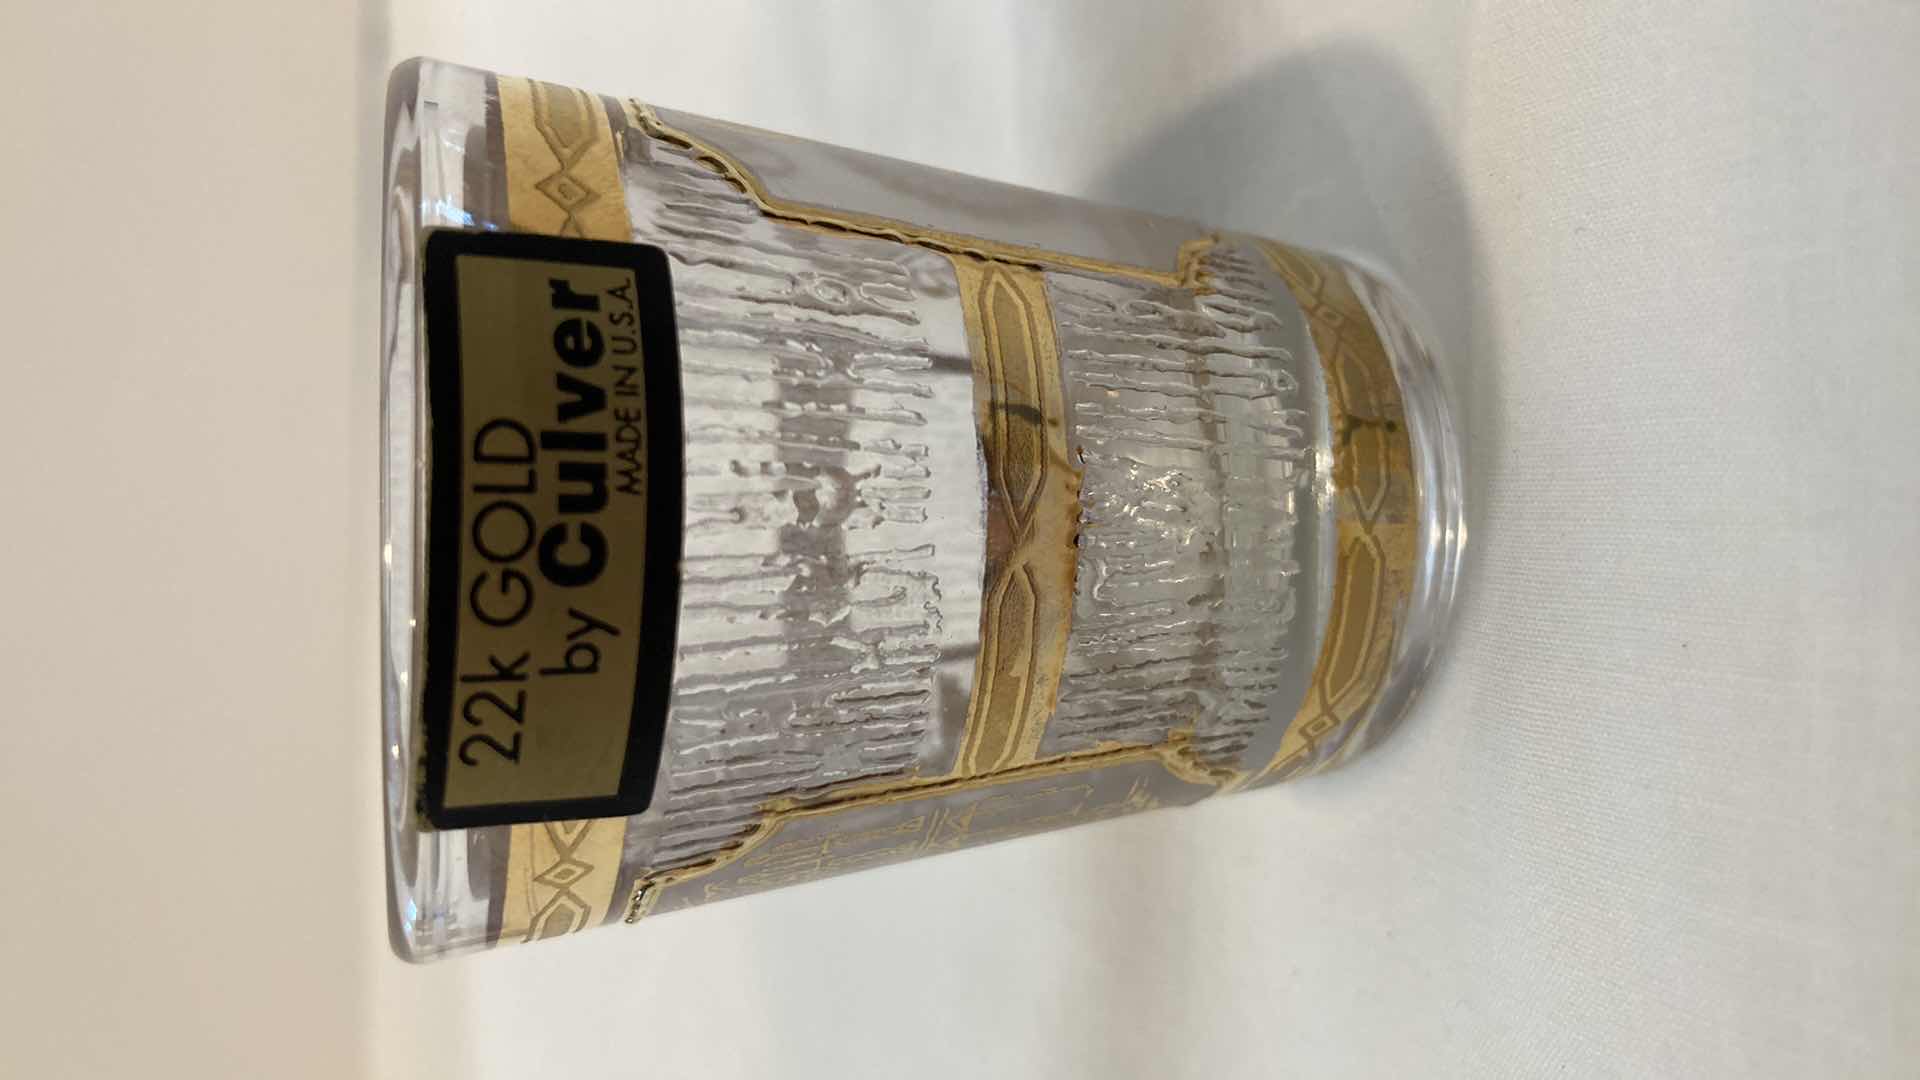 22k GOLD
by Culver
MADE IN U.S.A.